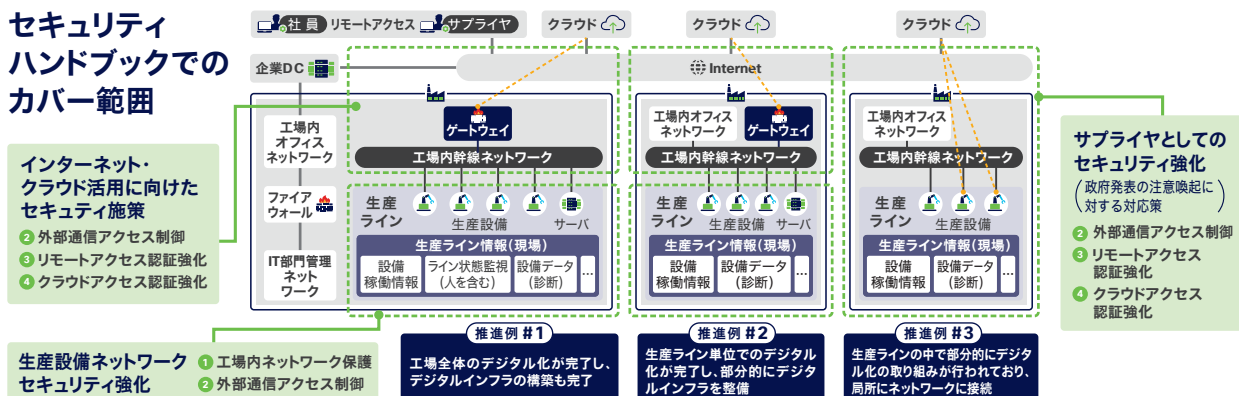 セキュリティ
ハンドブックでの
カバー範囲
社員 リモートアクセス サプライヤ
クラウド
クラウド
クラウド
企業DC
Internet
工場内
オフィス
ネットワーク
ファイア
ウォール
IT部門管理
ネット
ワーク
ゲートウェイ
工場内幹線ネットワーク
生産
ライン
生産設備
サーバ
生産ライン情報(現場)
設備
稼働情報
ライン状態監視
(人を含む)
設備データ
(診断)
...
工場内オフィス
ネットワーク
ゲートウェイ
工場内幹線ネットワーク
生産
ライン
生産設備
サーバ
生産ライン情報(現場)
設備
稼働情報
設備データ
(診断)
...
工場内オフィス
ネットワーク
工場内幹線ネットワーク
生産
ライン
生産設備
生産ライン情報(現場)
設備
稼働情報
設備データ
(診断)
...
インターネット・
クラウド活用に向けた
セキュティ施策
2 外部通信アクセス制御
3 リモートアクセス認証強化
4 クラウドアクセス認証強化
生産設備ネットワーク
セキュリティ強化
1 工場内ネットワーク保護
2 外部通信アクセス制御
推進例 #1
工場全体のデジタル化が完了し、
デジタルインフラの構築も完了
推進例 #2
生産ライン単位でのデジタル
化が完了し、部分的にデジタ
ルインフラを整備
推進例 #3
生産ラインの中で部分的にデジタ
ル化の取り組みが行われており、
局所にネットワークに接続
サプライヤとしての
セキュリティ強化
(政府発表の注意喚起に
対する対応策)
2 外部通信アクセス制御
3 リモートアクセス
認証強化
4 クラウドアクセス
認証強化